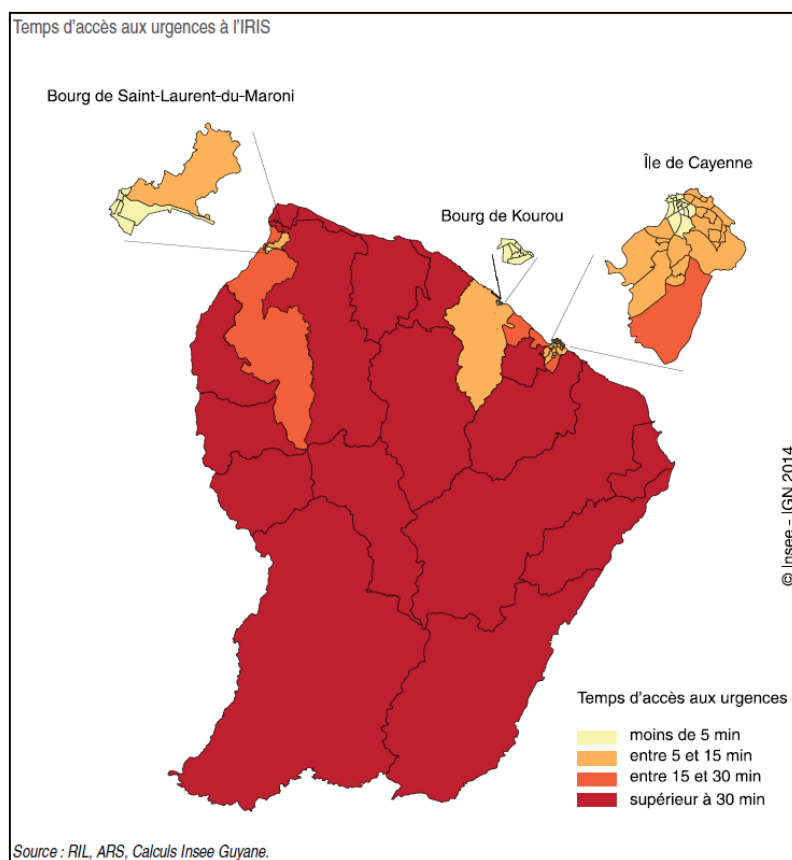 Temps d'accès aux urgences à l'IRIS
Bourg de Saint-Laurent-du-Maroni
Île de Cayenne
Bourg de Kourou
© Insee - IGN 2014
Temps d'accès aux urgences
moins de 5 min
entre 5 et 15 min
entre 15 et 30 min
supérieur à 30 min
Source : RIL, ARS, Calculs Insee Guyane.